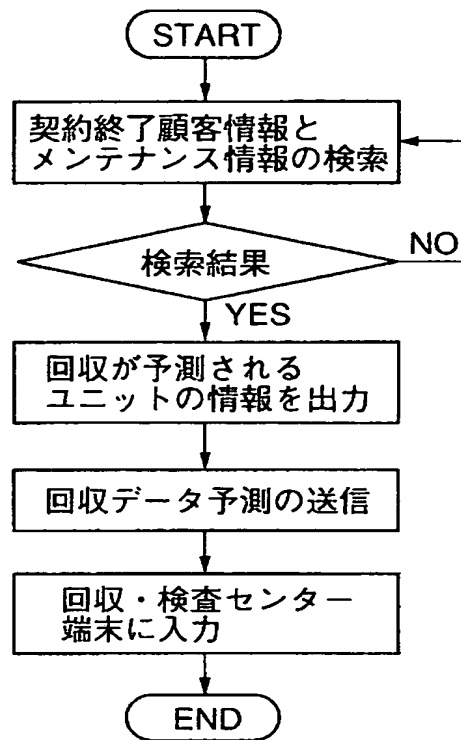 START
契約終了顧客情報と
メンテナンス情報の検索
検索結果
NO
YES
回収が予測される
ユニットの情報を出力
回収データ予測の送信
回収・検査センター
端末に入力
END